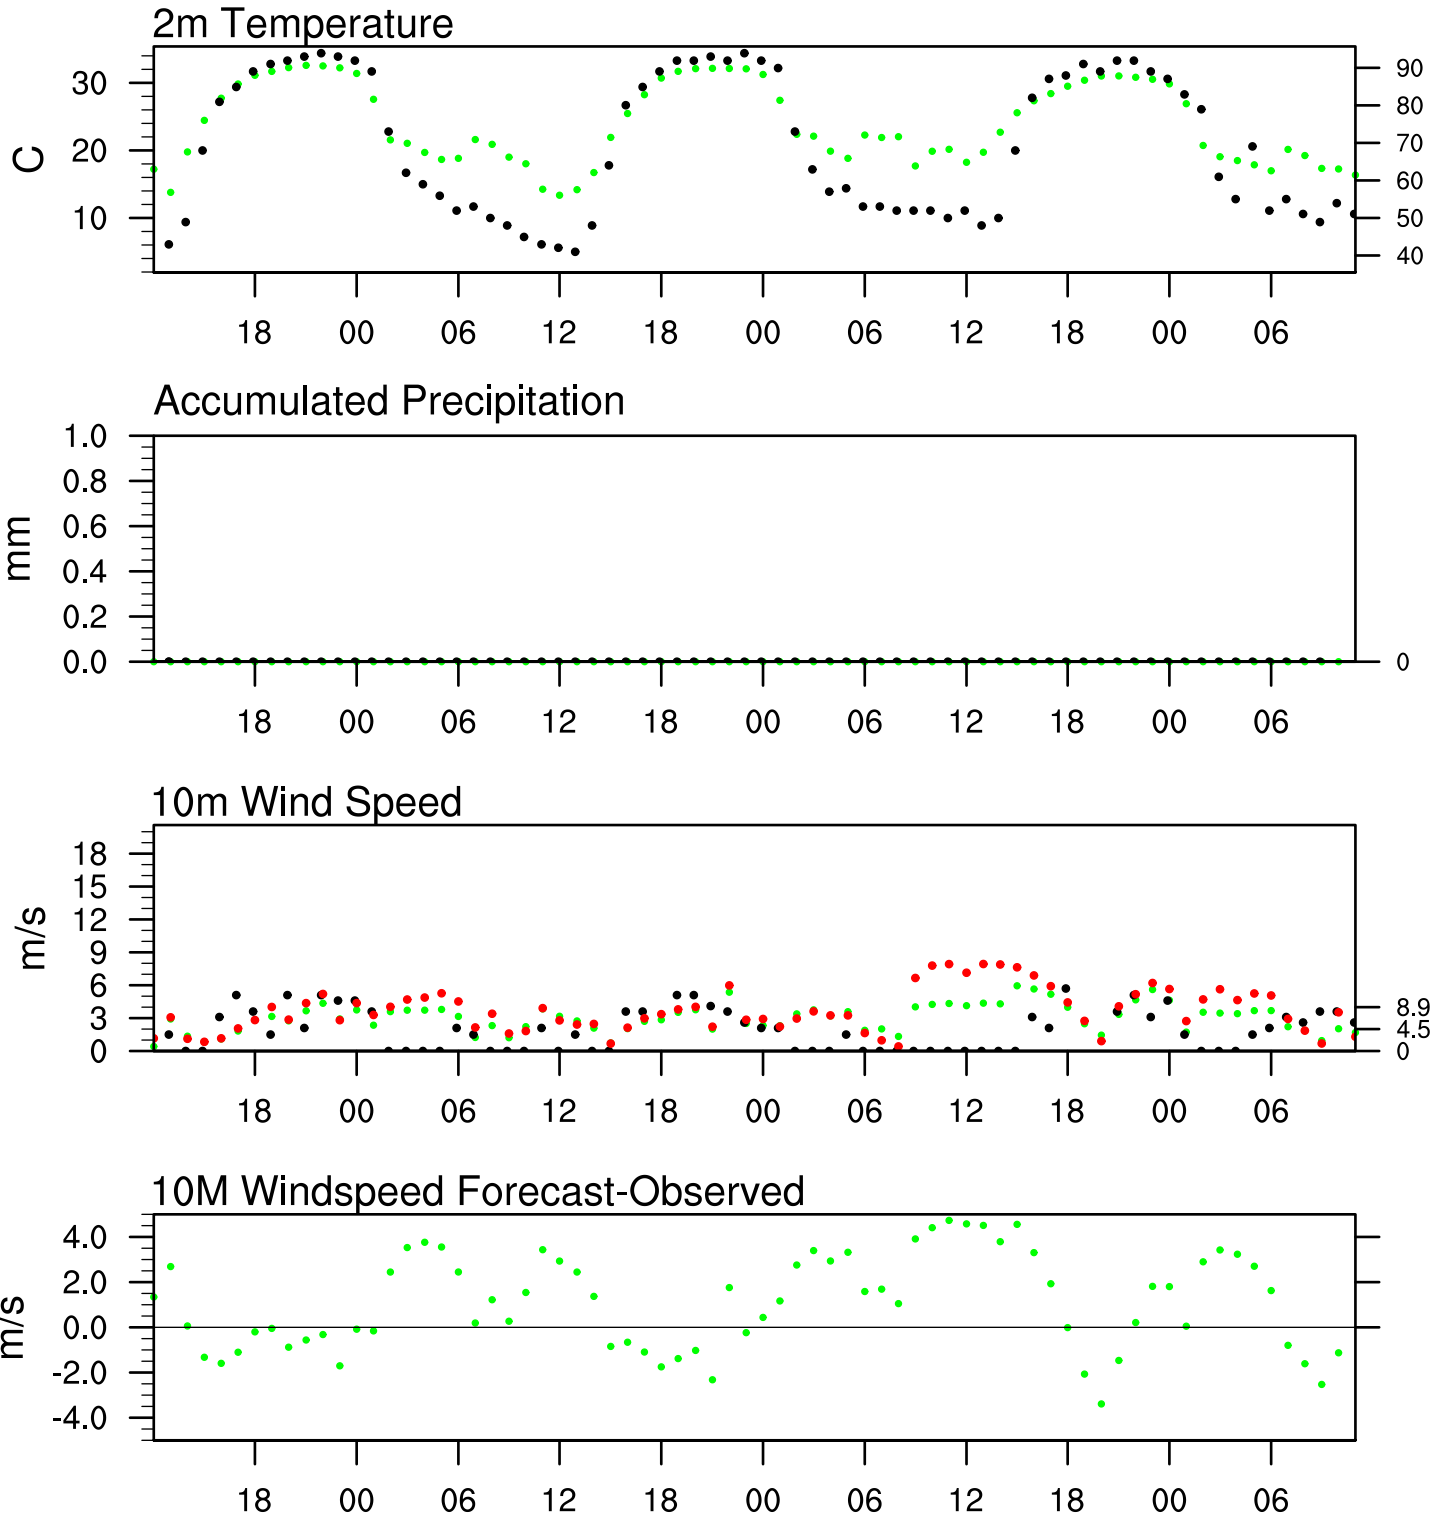 2m Temperature
30
20
10
C
90
80
70
60
50
40
18 00 06 12 18 00 06 12 18 00 06
Accumulated Precipitation
1.0
0.8
0.6
0.4
0.2
0.0
mm
0
18 00 06 12 18 00 06 12 18 00 06
10m Wind Speed
18
15
12
9
6
3
0
m/s
8.9
4.5
0
18 00 06 12 18 00 06 12 18 00 06
10M Windspeed Forecast-Observed
4.0
2.0
0.0
-2.0
-4.0
m/s
18 00 06 12 18 00 06 12 18 00 06